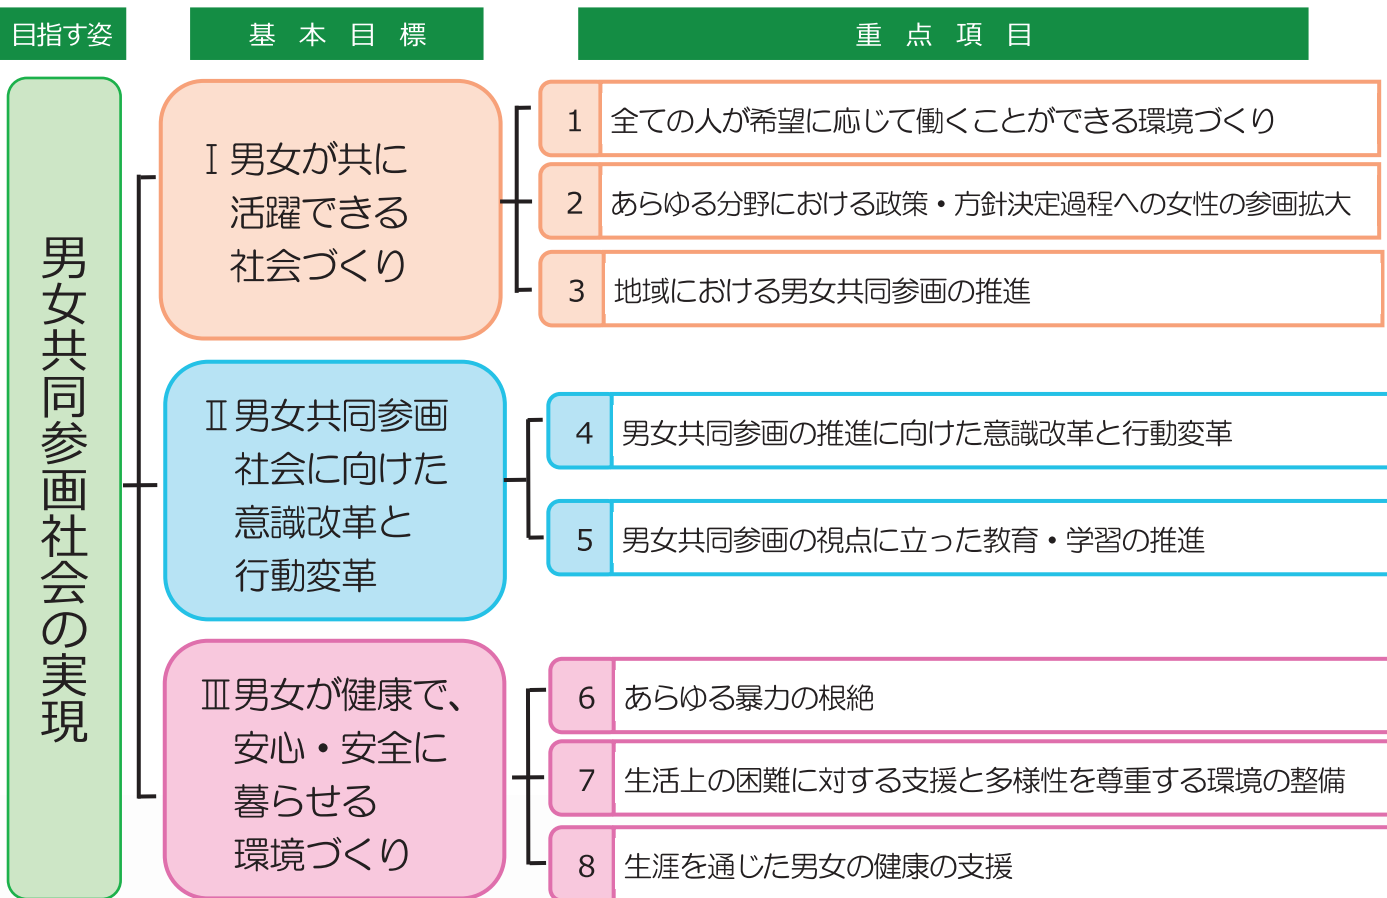 目指す姿
基本目標
重点項目
男女共同参画社会の実現
Ⅰ男女が共に
活躍できる
社会づくり
1 全ての人が希望に応じて働くことができる環境づくり
2 あらゆる分野における政策・方針決定過程への女性の参画拡大
3 地域における男女共同参画の推進
Ⅱ男女共同参画
社会に向けた
意識改革と
行動変革
4 男女共同参画の推進に向けた意識改革と行動変革
5 男女共同参画の視点に立った教育・学習の推進
Ⅲ男女が健康で、
安心・安全に
暮らせる
環境づくり
6 あらゆる暴力の根絶
7 生活上の困難に対する支援と多様性を尊重する環境の整備
8 生涯を通じた男女の健康の支援